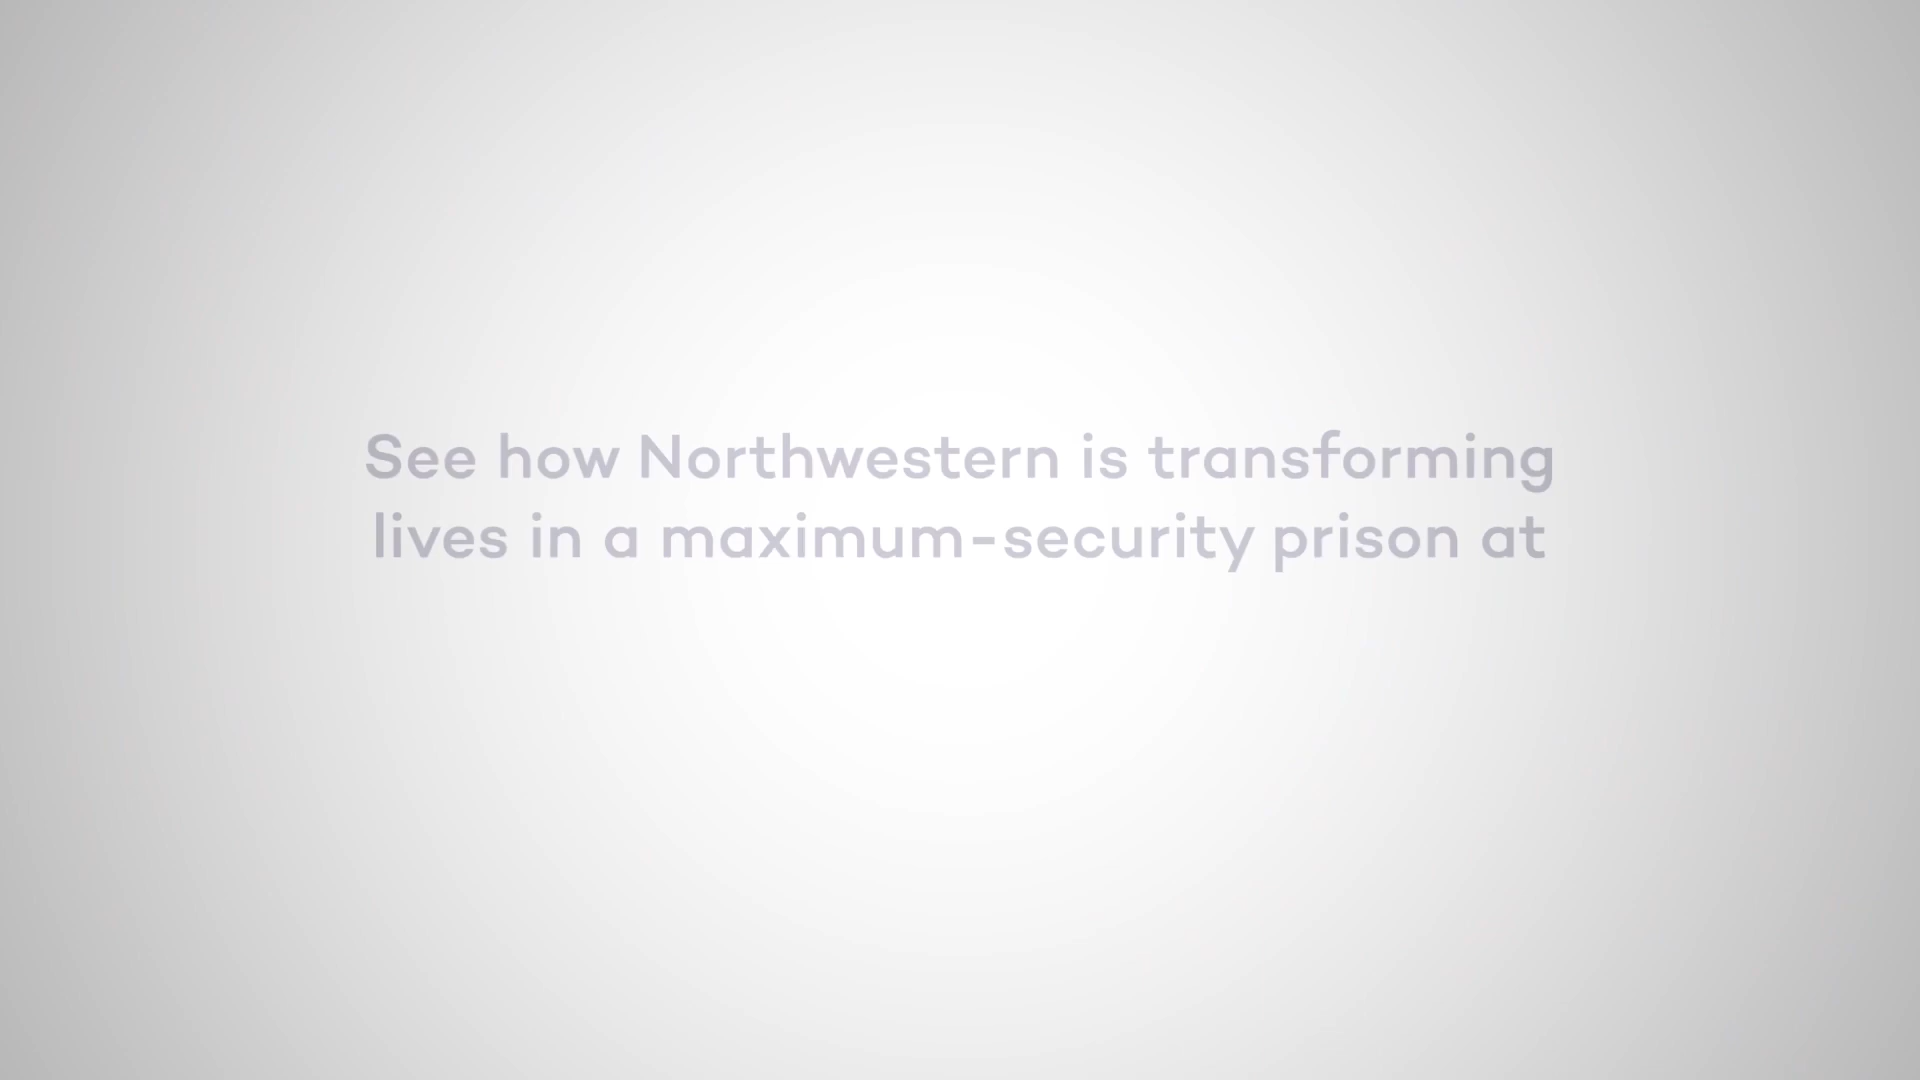 See how Northwestern is transforming
lives in a maximum-security prison at